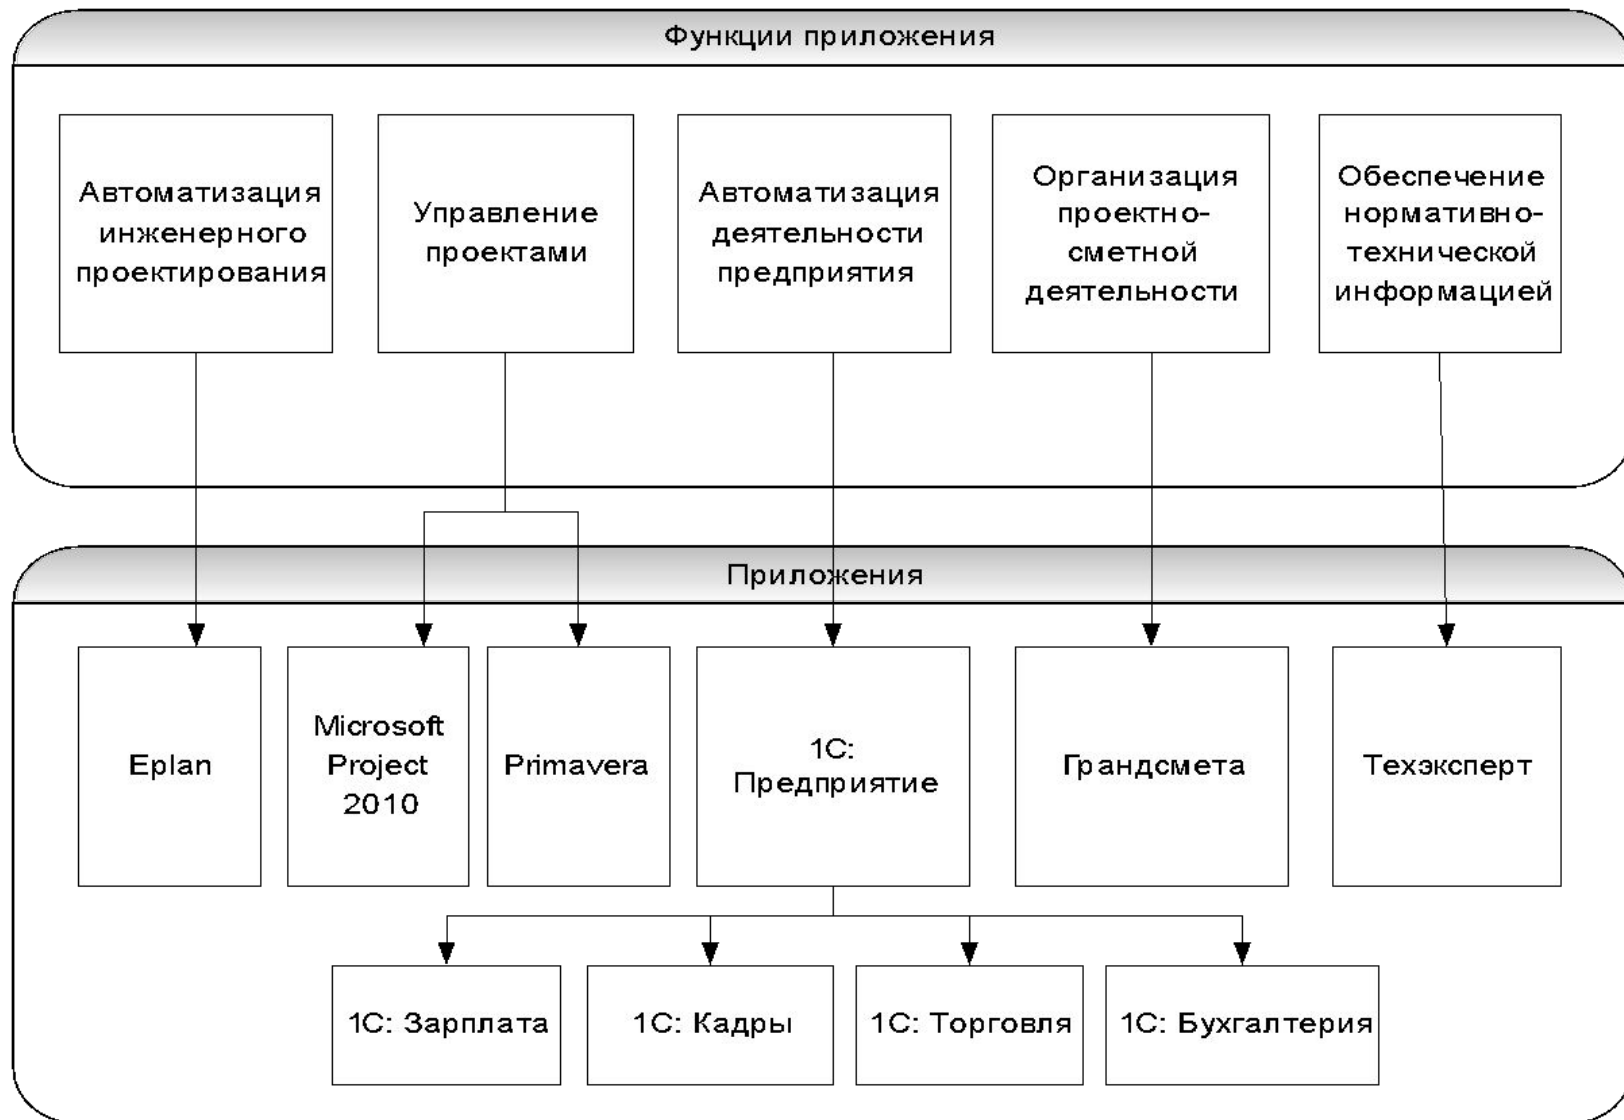 Функции приложения
Автоматизация
инженерного
проектирования
Управление
проектами
Автоматизация
деятельности
предприятия
Организация
проектно-
сметной
деятельности
Обеспечение
нормативно-
технической
информацией
Приложения
Eplan
Microsoft
Project
2010
Primavera
1С:
Предприятие
Грандсмета
Техэксперт
1С: Зарплата
1С: Кадры
1С: Торговля
1С: Бухгалтерия